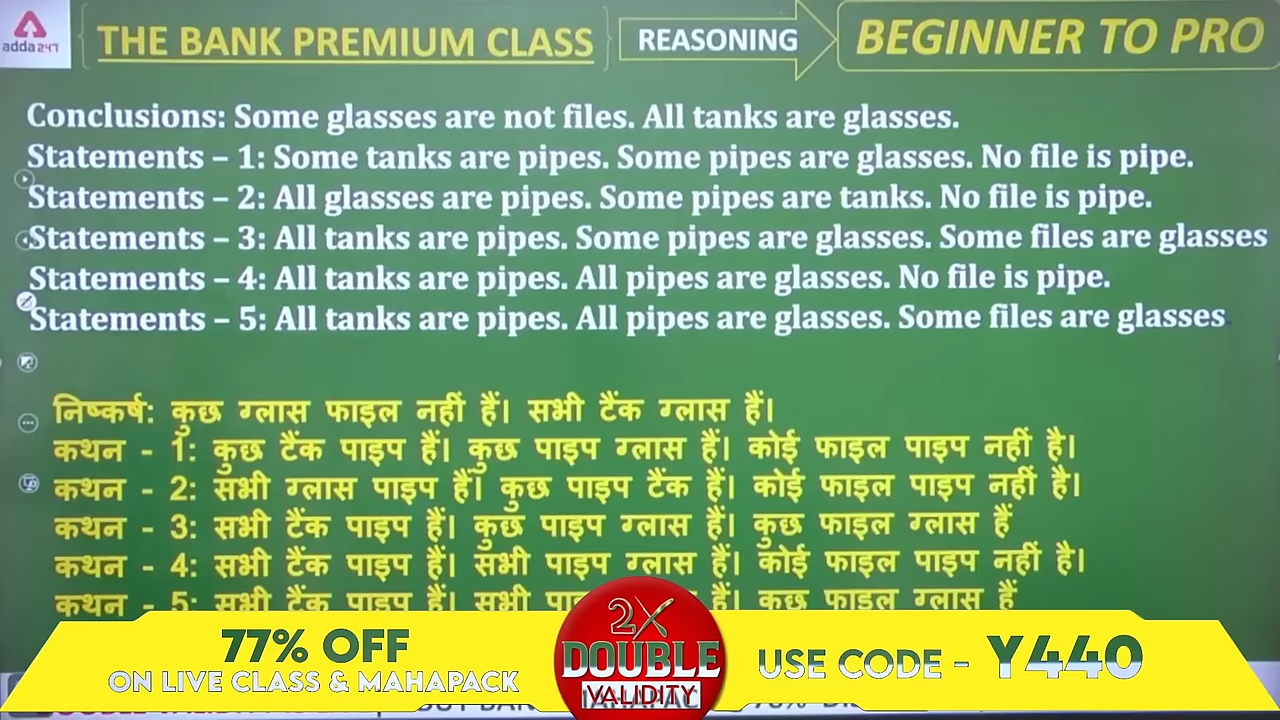 adda247
THE BANK PREMIUM CLASS
REASONING
BEGINNER TO PRO
Conclusions: Some glasses are not files. All tanks are glasses.
Statements – 1: Some tanks are pipes. Some pipes are glasses. No file is pipe.
Statements – 2: All glasses are pipes. Some pipes are tanks. No file is pipe.
Statements – 3: All tanks are pipes. Some pipes are glasses. Some files are glasses
Statements – 4: All tanks are pipes. All pipes are glasses. No file is pipe.
Statements – 5: All tanks are pipes. All pipes are glasses. Some files are glasses
निष्कर्ष: कुछ ग्लास फाइल नहीं हैं। सभी टैंक ग्लास हैं।
कथन - 1: कुछ टैंक पाइप हैं। कुछ पाइप ग्लास हैं। कोई फाइल पाइप नहीं है।
कथन - 2: सभी ग्लास पाइप हैं। कुछ पाइप टैंक हैं। कोई फाइल पाइप नहीं है।
कथन - 3: सभी टैंक पाइप हैं। कुछ पाइप ग्लास हैं। कुछ फाइल ग्लास हैं
कथन - 4: सभी टैंक पाइप हैं। सभी पाइप ग्लास हैं। कोई फाइल पाइप नहीं है।
कथन - 5: सभी टैंक पाइप हैं। सभी हैं। कुछ फाइल ग्लास हैं
77% OFF
ON LIVE CLASS & MAHAPACK
2X
DOUBLE
VALIDITY
USE CODE - Y440